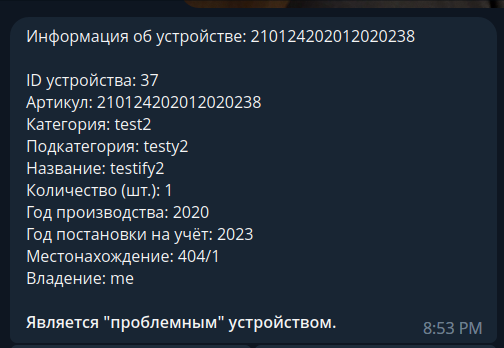 Информация об устройстве: 210124202012020238
ID устройства: 37
Артикул: 210124202012020238
Категория: test2
Подкатегория: testy2
Название: testify2
Количество (шт.): 1
Год производства: 2020
Год постановки на учёт: 2023
Местонахождение: 404/1
Владение: me
Является "проблемным" устройством.
8:53 PM